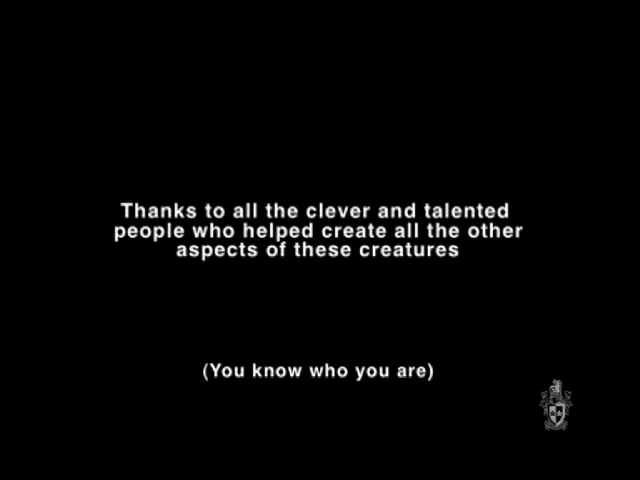 Thanks to all the clever and talented
people who helped create all the other
aspects of these creatures
(You know who you are)